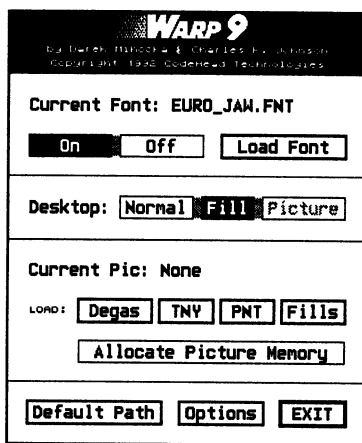 WARP 9
by Darek Mihocka & Charles F. Johnson
Copyright 1992 CodeHead Technologies
Current Font: EURO_JAW.FNT
On Off Load Font
Desktop: Normal Fill Picture
Current Pic: None
LOAD: Degas TNY PNT Fills
Allocate Picture Memory
Default Path Options EXIT